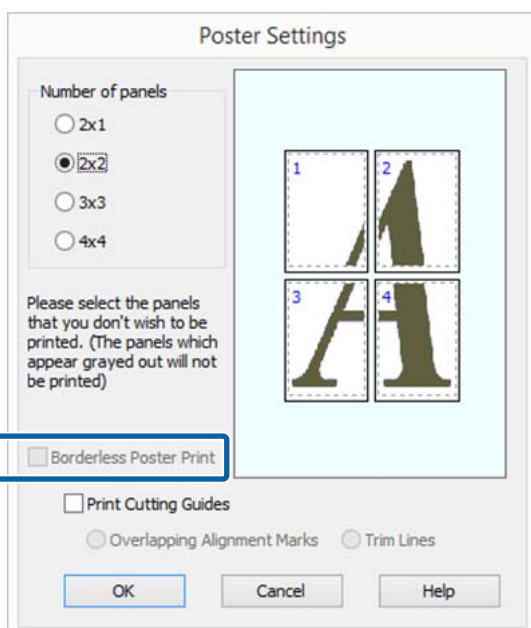 Poster Settings
Number of panels
2x1
2x2
3x3
4x4
1
2
3
4
A
Please select the panels
that you don't wish to be
printed. (The panels which
appear grayed out will not
be printed)
Borderless Poster Print
Print Cutting Guides
Overlapping Alignment Marks
Trim Lines
OK
Cancel
Help